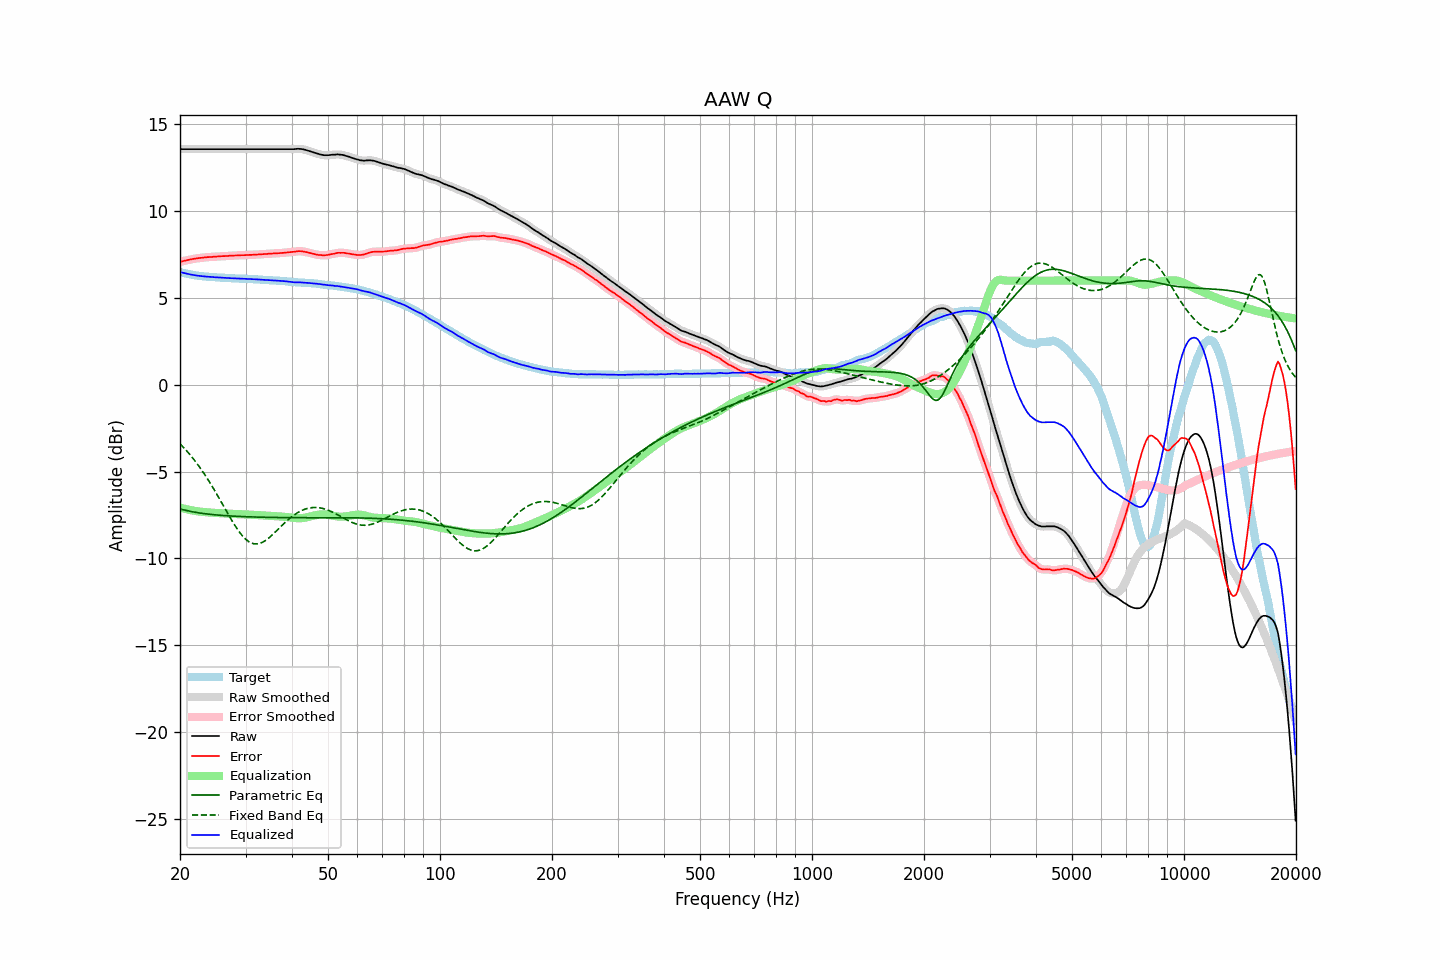 AAW Q
Amplitude (dBr)
15
10
5
0
−5
−10
−15
−20
−25
Target
Raw Smoothed
Error Smoothed
Raw
Error
Equalization
Parametric Eq
Fixed Band Eq
Equalized
20 50 100 200 500 1000 2000 5000 10000 20000
Frequency (Hz)